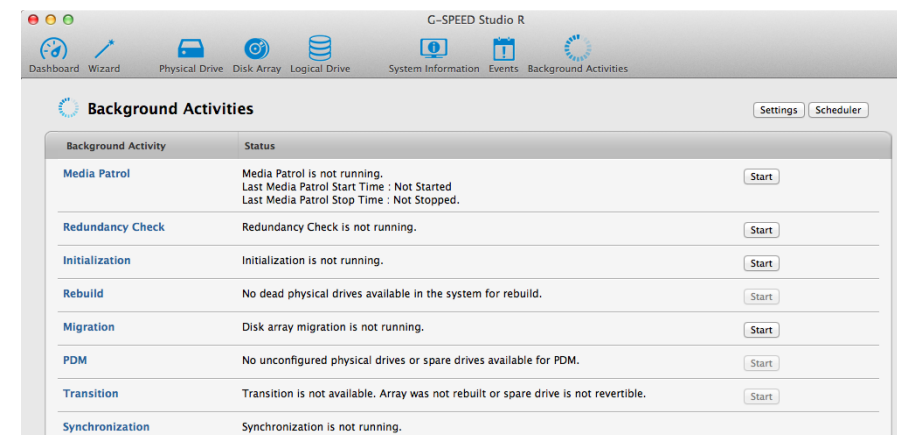 G-SPEED Studio R
Dashboard Wizard Physical Drive Disk Array Logical Drive System Information Events Background Activities
Background Activities Settings Scheduler
Background Activity Status
Media Patrol Media Patrol is not running. Start
Last Media Patrol Start Time : Not Started
Last Media Patrol Stop Time : Not Stopped.
Redundancy Check Redundancy Check is not running. Start
Initialization Initialization is not running. Start
Rebuild No dead physical drives available in the system for rebuild. Start
Migration Disk array migration is not running. Start
PDM No unconfigured physical drives or spare drives available for PDM. Start
Transition Transition is not available. Array was not rebuilt or spare drive is not revertible. Start
Synchronization Synchronization is not running.